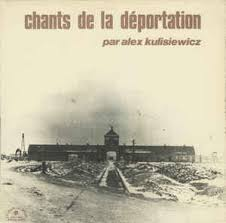 chants de la déportation
par alex kulisiewicz